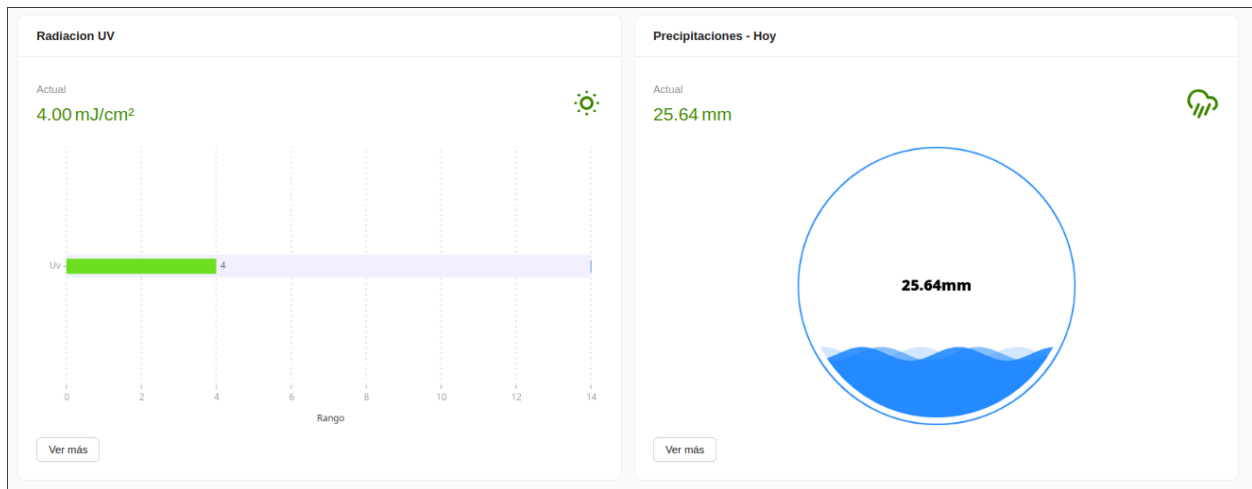 Radiacion UV
Actual
4.00 mJ/cm²
Uv
4
0 2 4 6 8 10 12 14
Rango
Ver más
Precipitaciones - Hoy
Actual
25.64 mm
25.64mm
Ver más